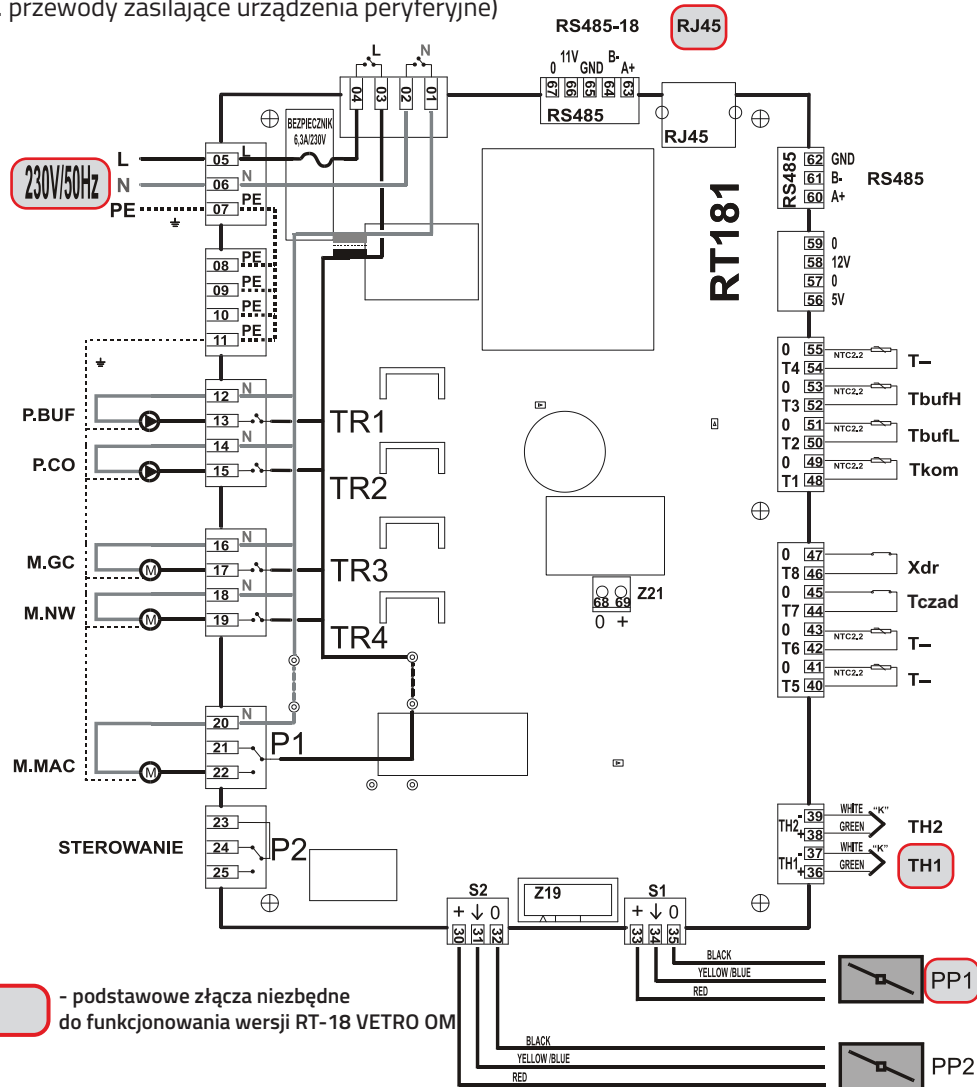 przewody zasilające urządzenia peryferyjne)
RS485-18 RJ45
L N
04 03 02 01
0 11V GND B- A+
67 66 65 64 63
RS485
RJ45
BEZPIECZNIK
6,3A/230V
230V/50Hz
L 05 L
N 06 N
PE 07 PE
08 PE
09 PE
10 PE
11
RS485
62 GND
61 B-
60 A+
RS485
RT181
59 0
58 12V
57 0
56 5V
P.BUF
12 N
13
TR1
P.CO
14 N
15
TR2
0 55
T4 54
NTC2.2
T–
0 53
T3 52
NTC2.2
TbufH
0 51
T2 50
NTC2.2
TbufL
0 49
T1 48
NTC2.2
Tkom
M.GC
16 N
17
M
TR3
M.NW
18 N
19
M
TR4
0 47
T8 46
Xdr
0 45
T7 44
Tczad
0 43
T6 42
NTC2.2
T–
0 41
T5 40
NTC2.2
T–
68 69 Z21
0 +
M.MAC
20 N
21
22
M
P1
STEROWANIE
23
24
25
P2
TH2 - 39 WHITE "K"
+ 38 GREEN
TH2
TH1 - 37 WHITE "K"
+ 36 GREEN
TH1
S2
+ ↓ 0
30 31 32
Z19
S1
+ ↓ 0
33 34 35
BLACK
YELLOW /BLUE
RED
PP1
- podstawowe złącza niezbędne
do funkcjonowania wersji RT-18 VETRO OM
BLACK
YELLOW /BLUE
RED
PP2